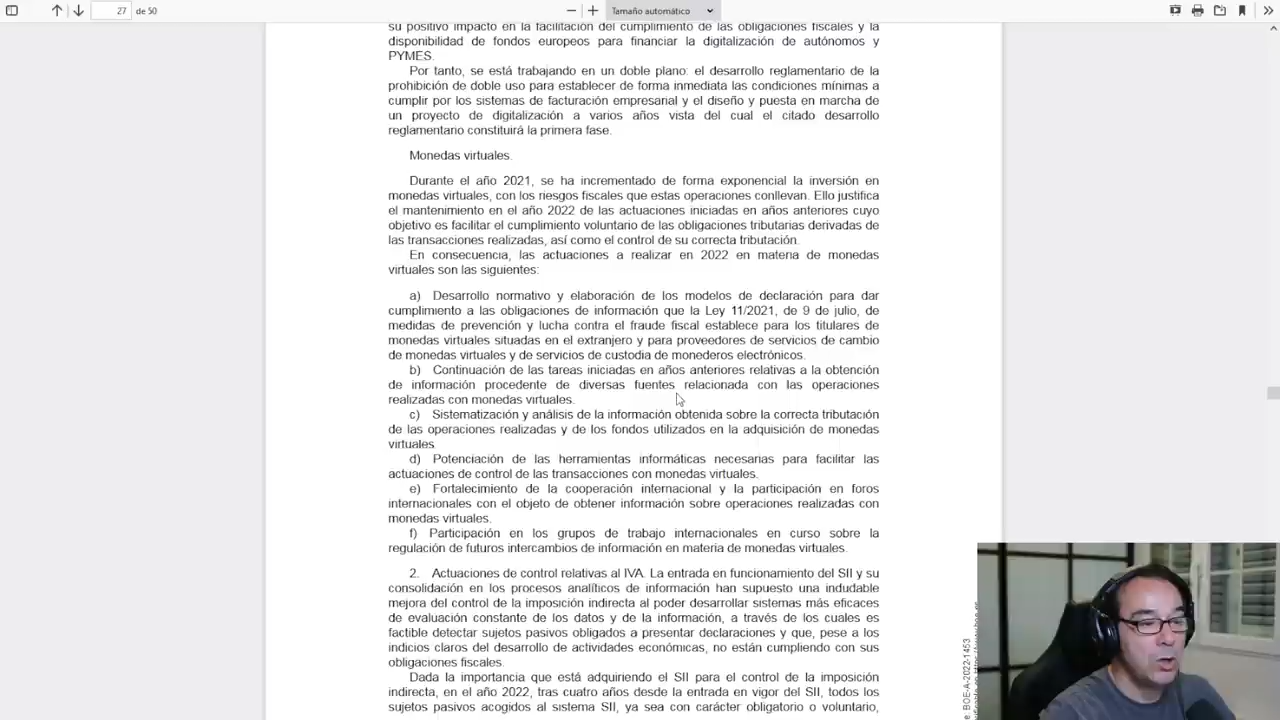 27 de 50
Tamaño automático
su positivo impacto en la facilitación del cumplimiento de las obligaciones fiscales y la
disponibilidad de fondos europeos para financiar la digitalización de autónomos y
PYMES.
Por tanto, se está trabajando en un doble plano: el desarrollo reglamentario de la
prohibición de doble uso para establecer de forma inmediata las condiciones mínimas a
cumplir por los sistemas de facturación empresarial y el diseño y puesta en marcha de
un proyecto de digitalización a varios años vista del cual el citado desarrollo
reglamentario constituirá la primera fase.
Monedas virtuales.
Durante el año 2021, se ha incrementado de forma exponencial la inversión en
monedas virtuales, con los riesgos fiscales que estas operaciones conllevan. Ello justifica
el mantenimiento en el año 2022 de las actuaciones iniciadas en años anteriores cuyo
objetivo es facilitar el cumplimiento voluntario de las obligaciones tributarias derivadas de
las transacciones realizadas, así como el control de su correcta tributación.
En consecuencia, las actuaciones a realizar en 2022 en materia de monedas
virtuales son las siguientes:
a) Desarrollo normativo y elaboración de los modelos de declaración para dar
cumplimiento a las obligaciones de información que la Ley 11/2021, de 9 de julio, de
medidas de prevención y lucha contra el fraude fiscal establece para los titulares de
monedas virtuales situadas en el extranjero y para proveedores de servicios de cambio
de monedas virtuales y de servicios de custodia de monederos electrónicos.
b) Continuación de las tareas iniciadas en años anteriores relativas a la obtención
de información procedente de diversas fuentes relacionada con las operaciones
realizadas con monedas virtuales.
c) Sistematización y análisis de la información obtenida sobre la correcta tributación
de las operaciones realizadas y de los fondos utilizados en la adquisición de monedas
virtuales.
d) Potenciación de las herramientas informáticas necesarias para facilitar las
actuaciones de control de las transacciones con monedas virtuales.
e) Fortalecimiento de la cooperación internacional y la participación en foros
internacionales con el objeto de obtener información sobre operaciones realizadas con
monedas virtuales.
f) Participación en los grupos de trabajo internacionales en curso sobre la
regulación de futuros intercambios de información en materia de monedas virtuales.
2. Actuaciones de control relativas al IVA. La entrada en funcionamiento del SII y su
consolidación en los procesos analíticos de información han supuesto una indudable
mejora del control de la imposición indirecta al poder desarrollar sistemas más eficaces
de evaluación constante de los datos y de la información, a través de los cuales es
factible detectar sujetos pasivos obligados a presentar declaraciones y que, pese a los
indicios claros del desarrollo de actividades económicas, no están cumpliendo con sus
obligaciones fiscales.
Dada la importancia que está adquiriendo el SII para el control de la imposición
indirecta, en el año 2022, tras cuatro años desde la entrada en vigor del SII, todos los
sujetos pasivos acogidos al sistema SII, ya sea con carácter obligatorio o voluntario,
BOE-A-2022-1453